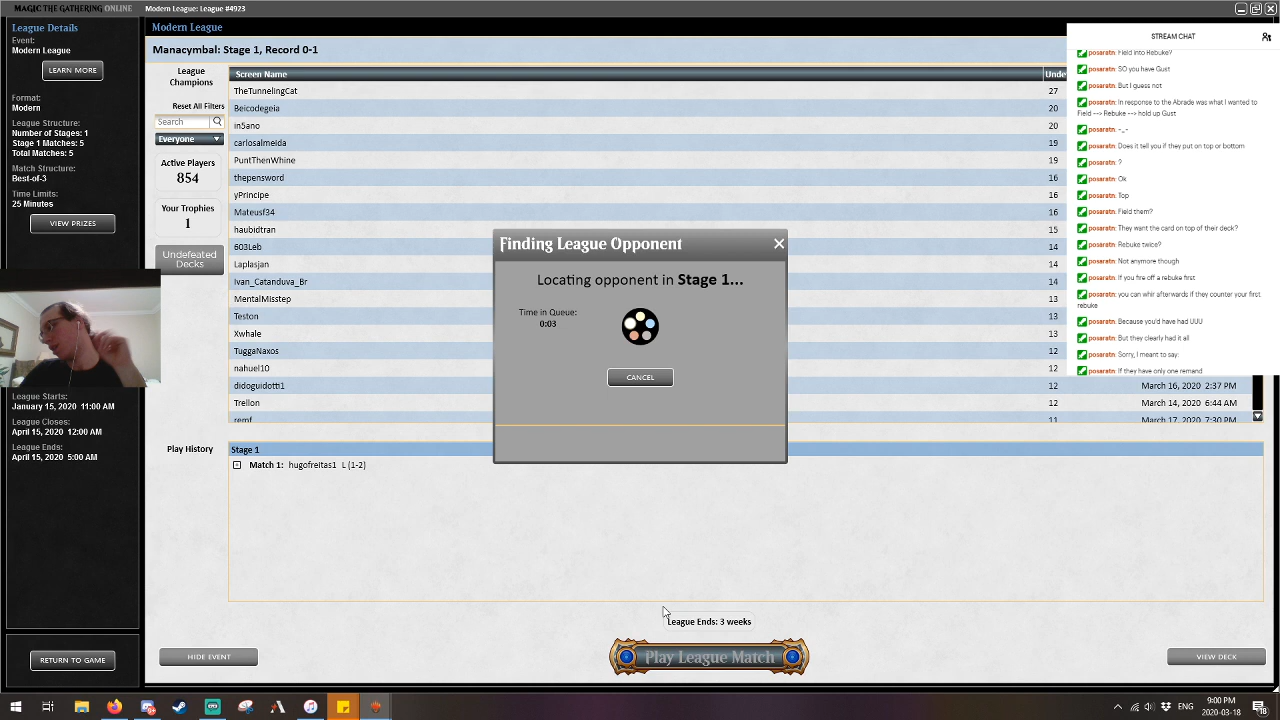 MAGIC THE GATHERING ONLINE
Modern League: League #4923
League Details
Event:
Modern League
LEARN MORE
Format:
Modern
League Structure:
Number of Stages: 1
Stage 1 Matches: 5
Total Matches: 5
Match Structure:
Best-of-3
Time Limits:
25 Minutes
VIEW PRIZES
League Starts:
January 15, 2020 11:00 AM
League Closes:
April 15, 2020 12:00 AM
League Ends:
April 15, 2020 5:00 AM
RETURN TO GAME
Modern League
Manacymbal: Stage 1, Record 0-1
League
Champions
Reset All Filters
Search
Everyone
Active Players
854
Your Trophies
1
Undefeated
Decks
Screen Name
Unde
TheTunnelingCat 27
Beicodegeia 20
in5ano 20
carlosalmeida 19
PuntThenWhine 19
thepensword 16
yPrincipe 16
Mateusf34 16
haubidtran 15
603Leb 14
Laplasjan 14
Ivan_Catanduva_Br 14
MentalMisstep 13
Teston 13
Xwhale 13
TuggaNaxos 12
nahuel10 12
didoguidotti1 12 March 16, 2020 2:37 PM
Trellon 12 March 14, 2020 6:44 AM
remf 11 March 17, 2020 7:30 PM
Finding League Opponent
Locating opponent in Stage 1...
Time in Queue:
0:03
CANCEL
STREAM CHAT
posaratn: Field into Rebuke?
posaratn: SO you have Gust
posaratn: But I guess not
posaratn: In response to the Abrade was what I wanted to
Field --> Rebuke --> hold up Gust
posaratn: -_-
posaratn: Does it tell you if they put on top or bottom
posaratn: ?
posaratn: Ok
posaratn: Top
posaratn: Field them?
posaratn: They want the card on top of their deck?
posaratn: Rebuke twice?
posaratn: Not anymore though
posaratn: If you fire off a rebuke first
posaratn: you can whir afterwards if they counter your first
rebuke
posaratn: Because you'd have had UUU
posaratn: But they clearly had it all
posaratn: Sorry, I meant to say:
posaratn: If they have only one remand
Play History
Stage 1
Match 1: hugofreitas1 L (1-2)
League Ends: 3 weeks
HIDE EVENT
Play League Match
VIEW DECK
ENG
9:00 PM
2020-03-18
18